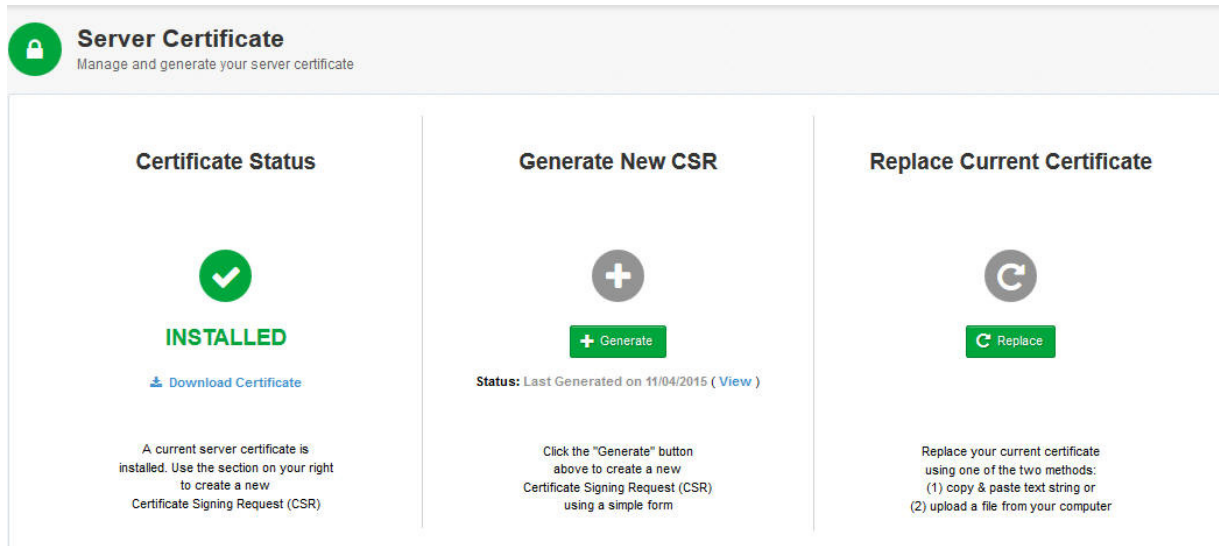 Server Certificate
Manage and generate your server certificate
Certificate Status
INSTALLED
Download Certificate
A current server certificate is
installed. Use the section on your right
to create a new
Certificate Signing Request (CSR)
Generate New CSR
Generate
Status: Last Generated on 11/04/2015 ( View )
Click the "Generate" button
above to create a new
Certificate Signing Request (CSR)
using a simple form
Replace Current Certificate
Replace
Replace your current certificate
using one of the two methods:
(1) copy & paste text string or
(2) upload a file from your computer